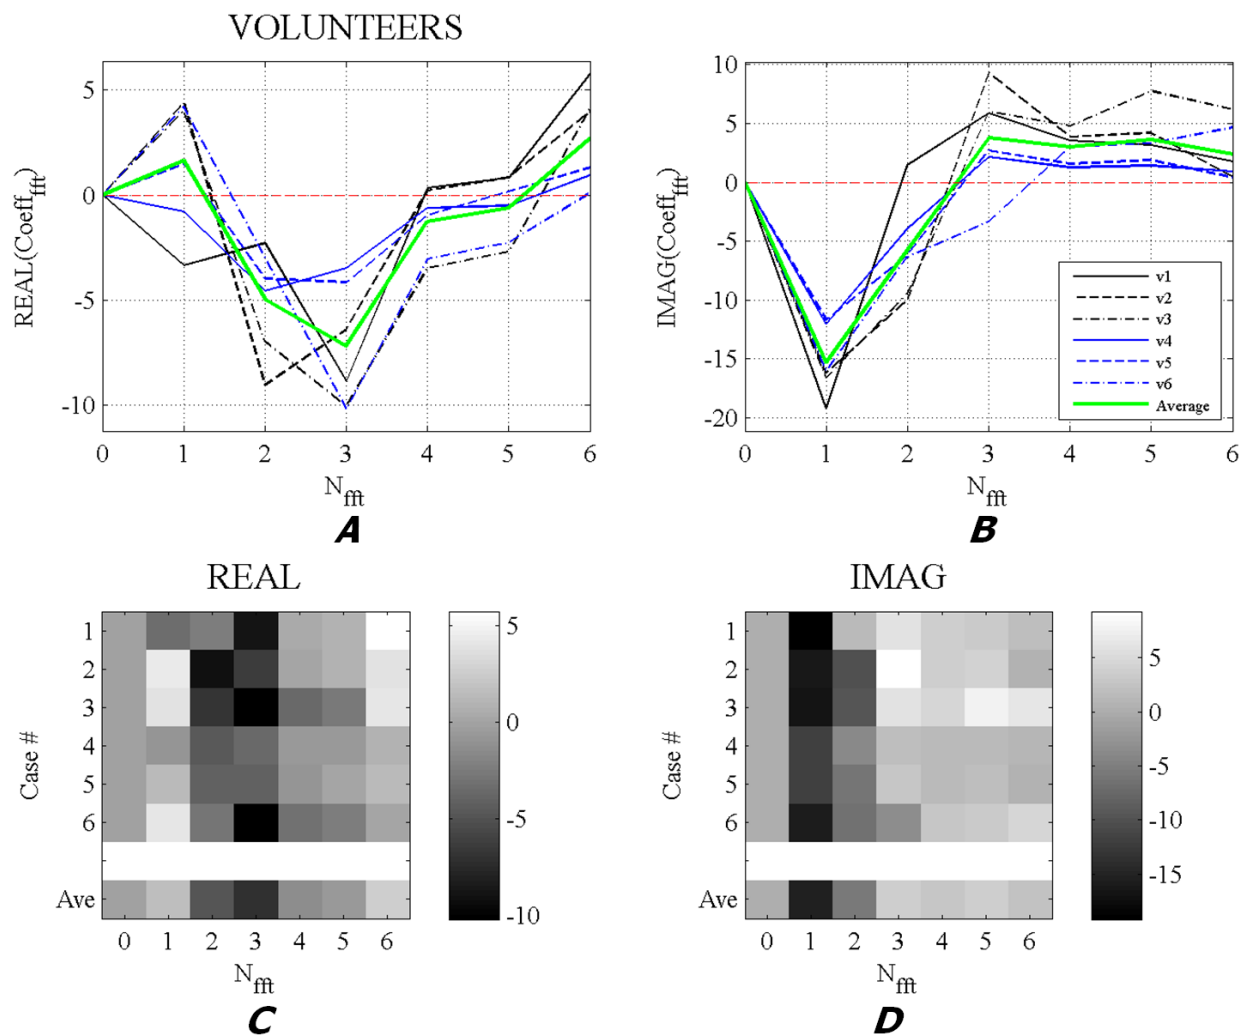 VOLUNTEERS
REAL(Coeff_fft)
5
0
-5
-10
0 1 2 3 4 5 6
N_fft
A
IMAG(Coeff_fft)
10
5
0
-5
-10
-15
-20
0 1 2 3 4 5 6
N_fft
B
v1
v2
v3
v4
v5
v6
Average
REAL
Case #
1
2
3
4
5
6
Ave
0 1 2 3 4 5 6
N_fft
5
0
-5
-10
C
IMAG
Case #
1
2
3
4
5
6
Ave
0 1 2 3 4 5 6
N_fft
5
0
-5
-10
-15
D